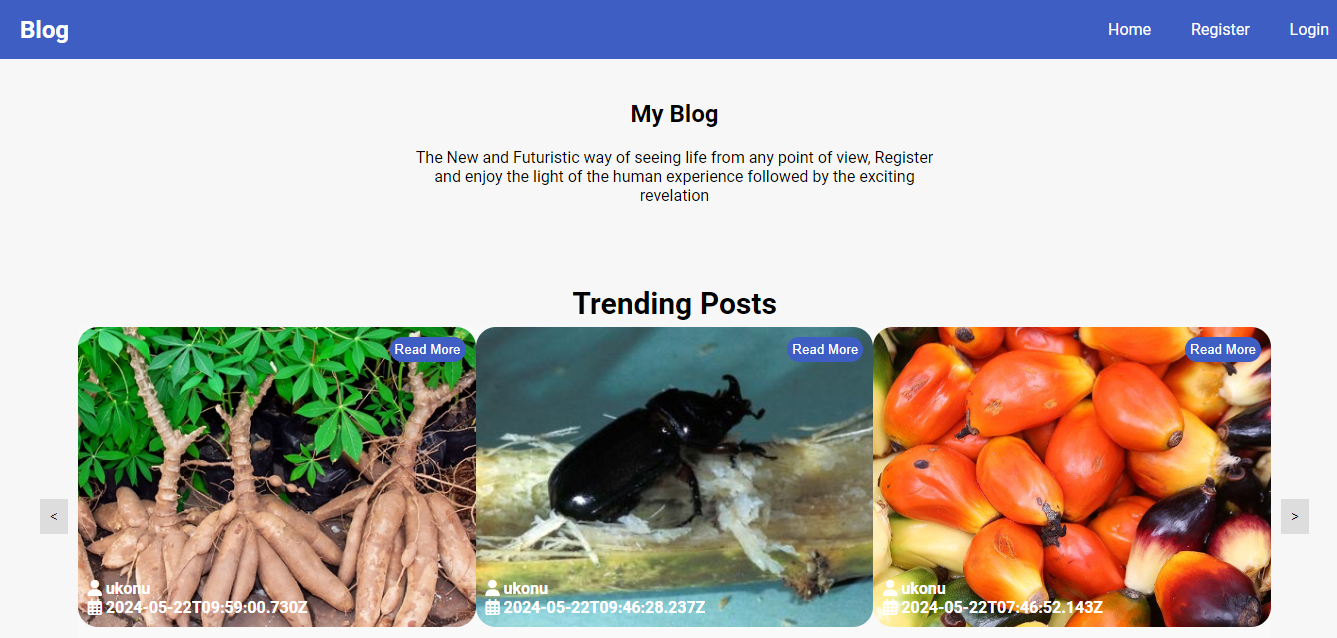 Blog
Home Register Login
My Blog
The New and Futuristic way of seeing life from any point of view, Register
and enjoy the light of the human experience followed by the exciting
revelation
Trending Posts
Read More
Read More
Read More
<
>
ukonu
2024-05-22T09:59:00.730Z
ukonu
2024-05-22T09:46:28.237Z
ukonu
2024-05-22T07:46:52.143Z